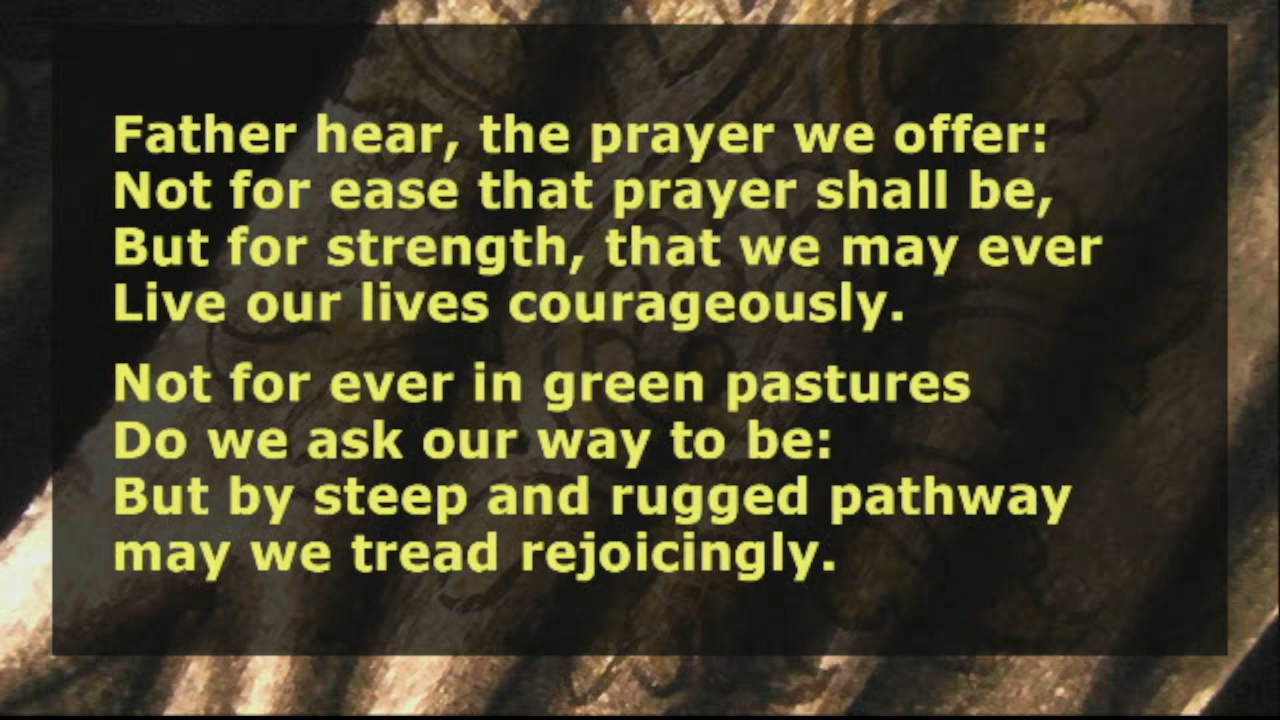 Father hear, the prayer we offer:
Not for ease that prayer shall be,
But for strength, that we may ever
Live our lives courageously.
Not for ever in green pastures
Do we ask our way to be:
But by steep and rugged pathway
may we tread rejoicingly.